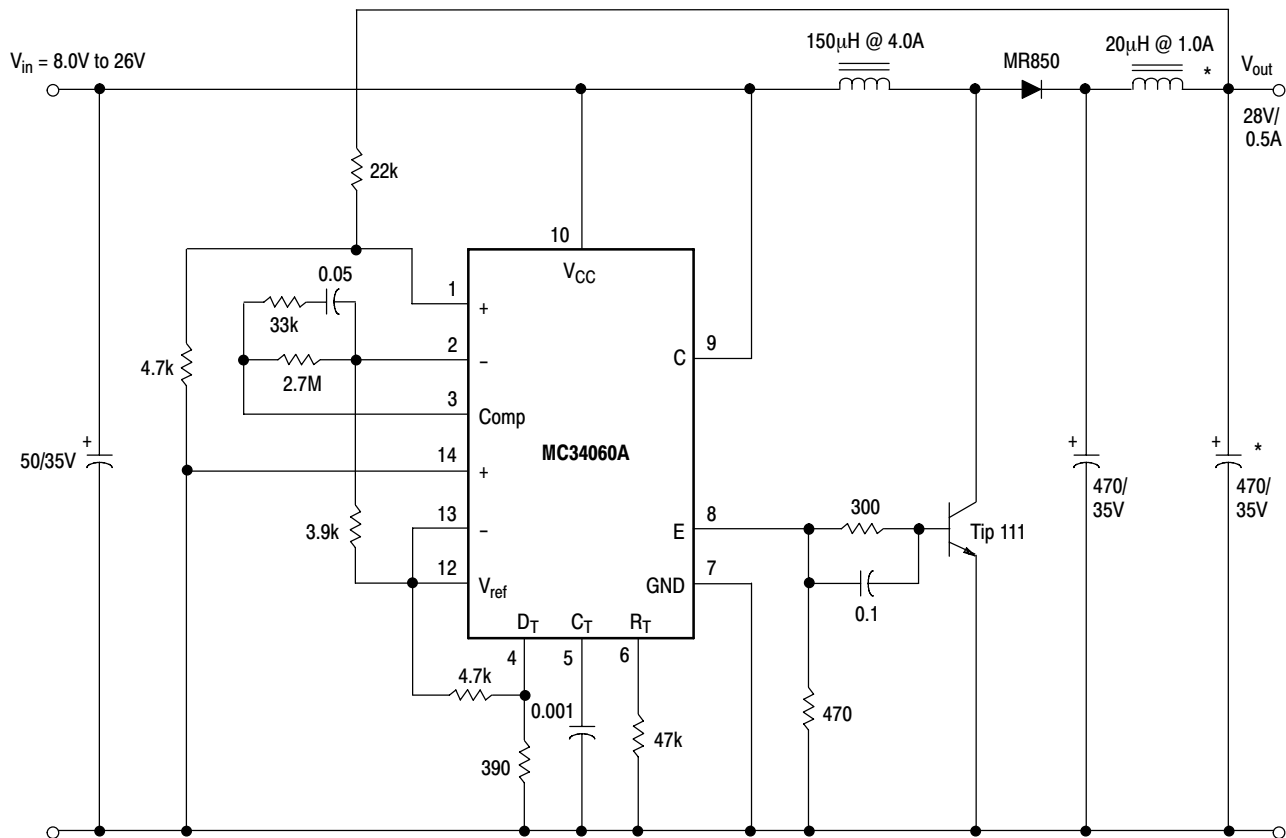 V_in = 8.0V to 26V
150μH @ 4.0A
MR850
20μH @ 1.0A
*
V_out
28V/
0.5A
22k
10
V_CC
0.05
33k
2.7M
4.7k
1
+
2
−
3
Comp
14
+
13
−
12
V_ref
MC34060A
C
9
E
8
GND
7
D_T
C_T
R_T
4
5
6
50/35V
+
3.9k
4.7k
390
0.001
47k
300
0.1
470
Tip 111
+
470/
35V
+
*
470/
35V